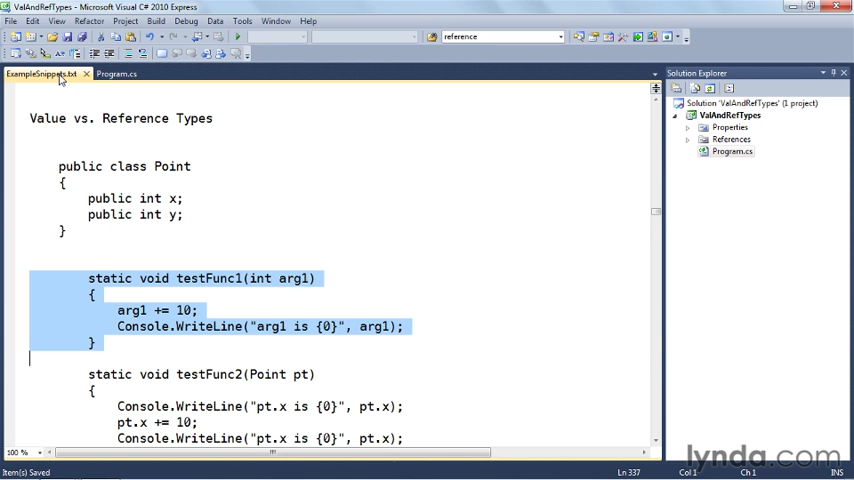 ValAndRefTypes - Microsoft Visual C# 2010 Express
File Edit View Refactor Project Build Debug Data Tools Window Help
reference
ExampleSnippets.txt Program.cs
Value vs. Reference Types
public class Point
{
public int x;
public int y;
}
static void testFunc1(int arg1)
{
arg1 += 10;
Console.WriteLine("arg1 is {0}", arg1);
}
static void testFunc2(Point pt)
{
Console.WriteLine("pt.x is {0}", pt.x);
pt.x += 10;
Console.WriteLine("pt.x is {0}", pt.x);
100 %
Solution Explorer
Solution 'ValAndRefTypes' (1 project)
ValAndRefTypes
Properties
References
Program.cs
lynda.com
Item(s) Saved Ln 337 Col 1 Ch 1 INS